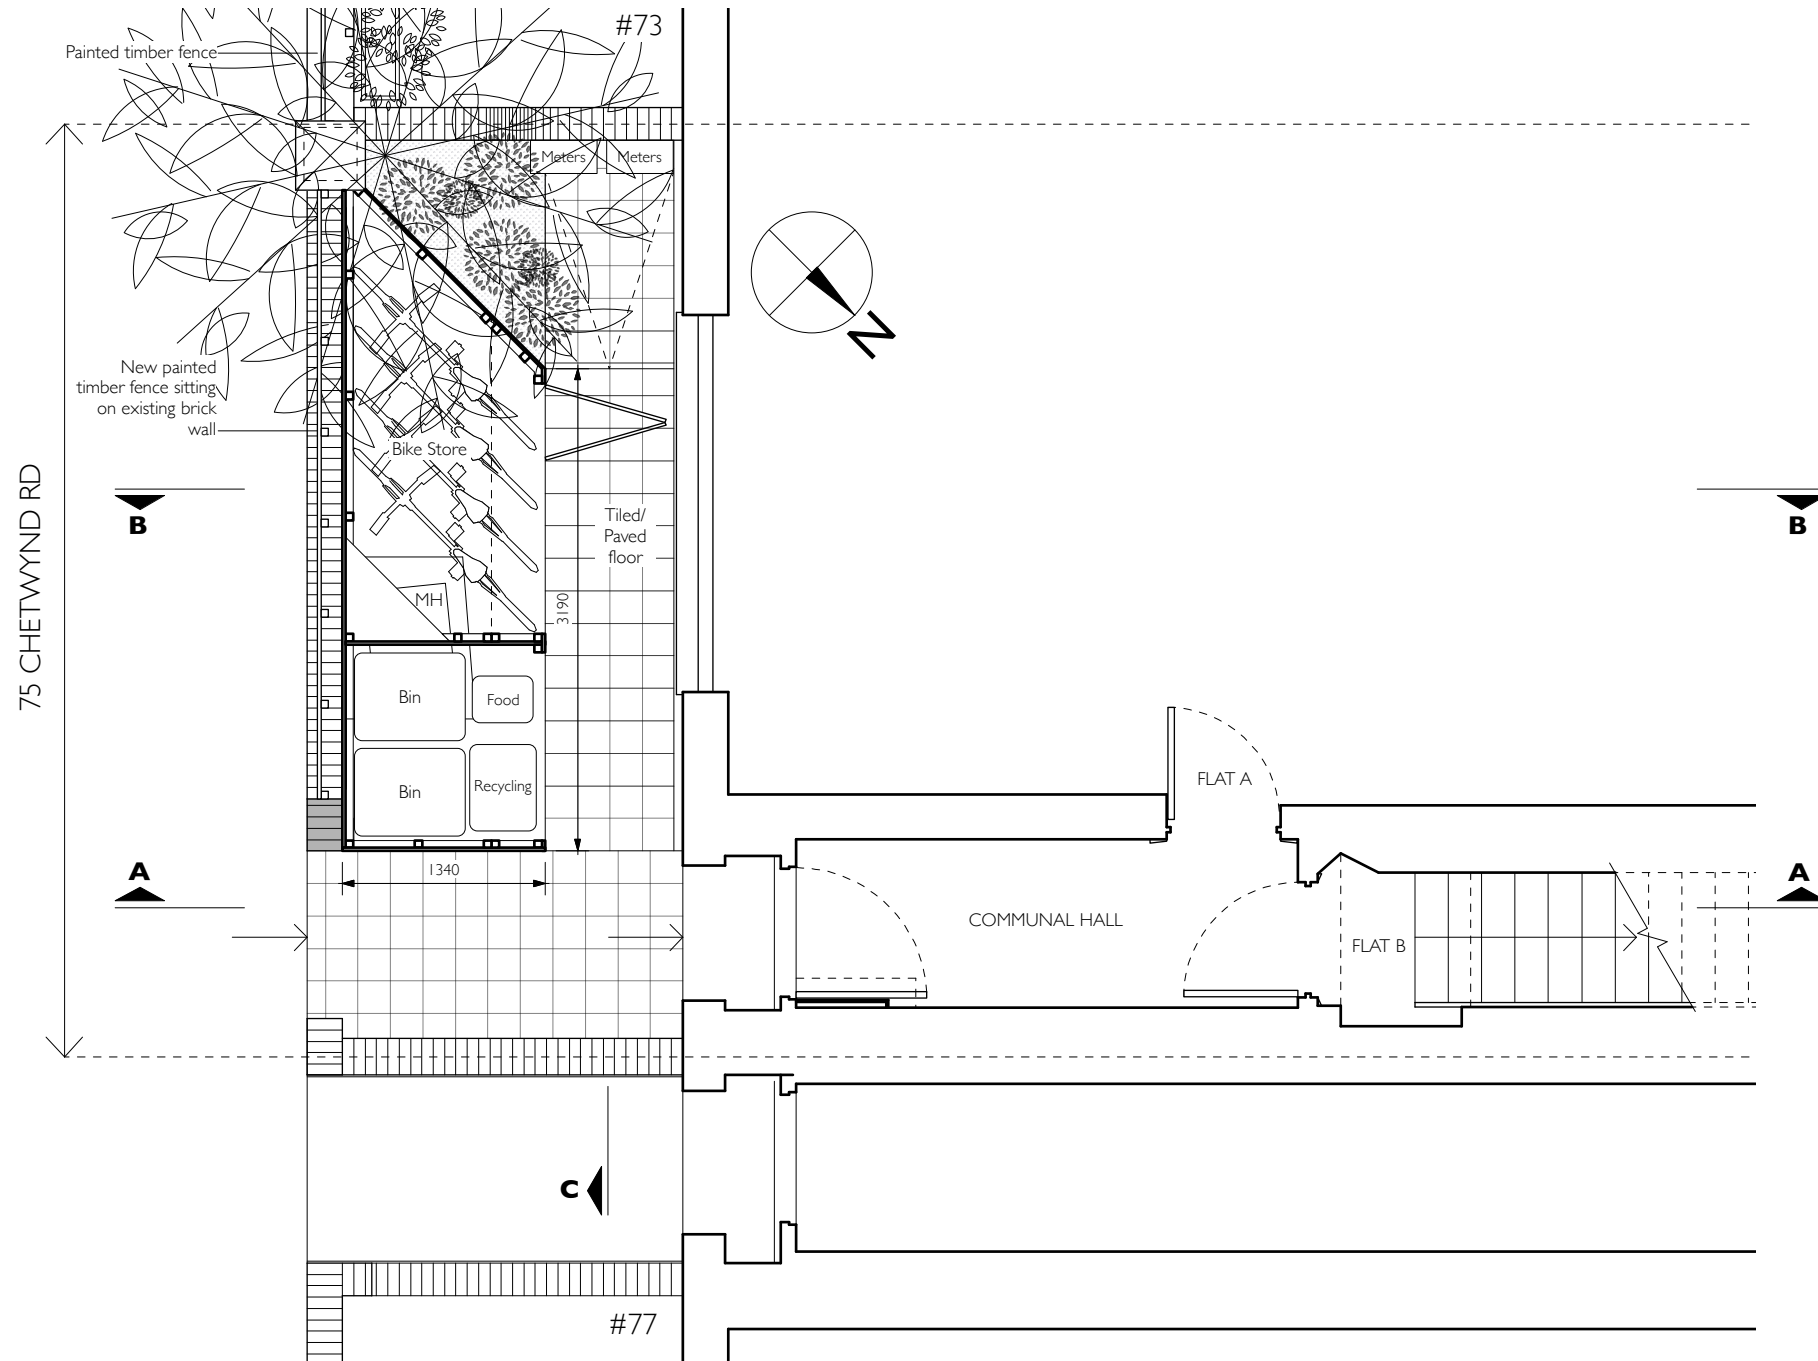 #73
Painted timber fence
Meters
Meters
N
New painted
timber fence sitting
on existing brick
wall
Bike Store
75 CHETWYND RD
B
B
Tiled/
Paved
floor
MH
3190
Bin
Food
Bin
Recycling
FLAT A
A
1340
A
COMMUNAL HALL
FLAT B
C
#77